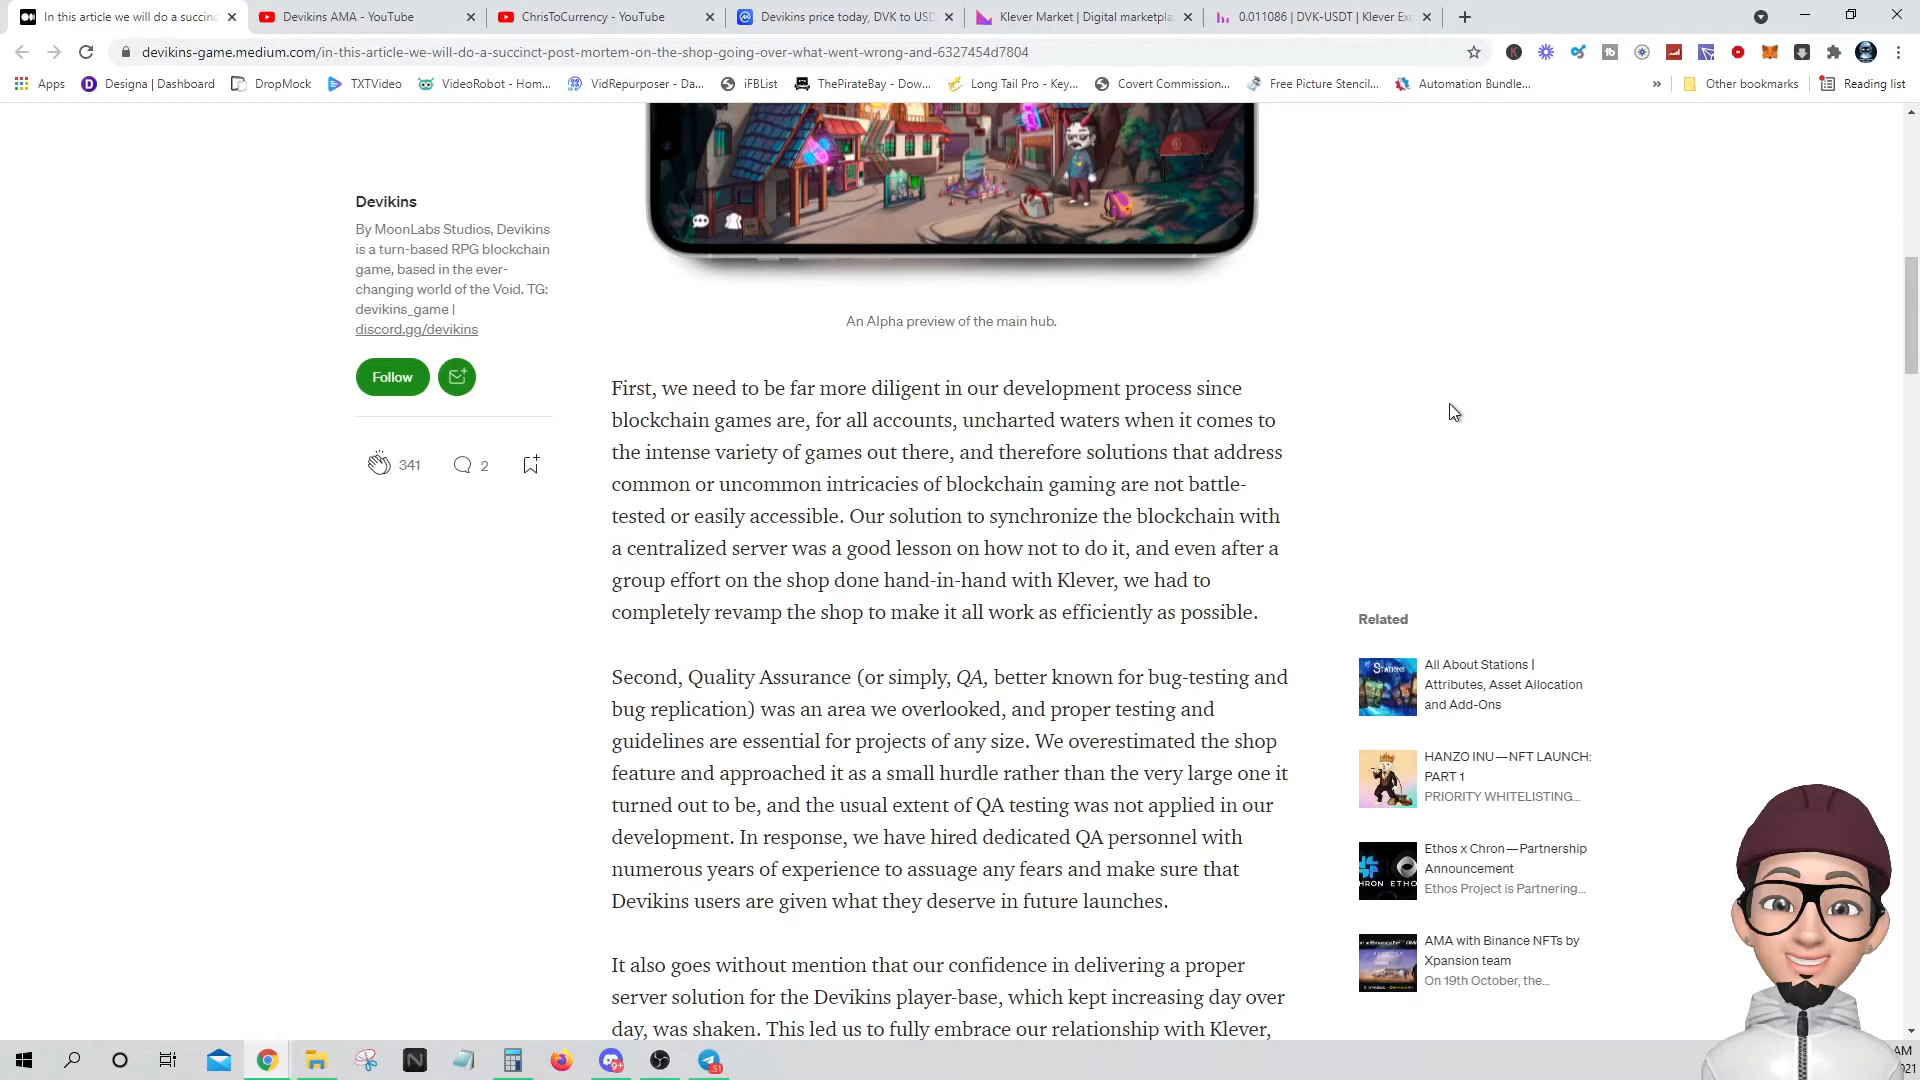 In this article we will do a succinc
Devikins AMA - YouTube
ChrisToCurrency - YouTube
Devikins price today, DVK to USD
Klever Market | Digital marketpla
0.011086 | DVK-USDT | Klever Exc
devikins-game.medium.com/in-this-article-we-will-do-a-succinct-post-mortem-on-the-shop-going-over-what-went-wrong-and-6327454d7804
Apps
Designa | Dashboard
DropMock
TXTVideo
VideoRobot - Hom...
VidRepurposer - Da...
iFBList
ThePirateBay - Dow...
Long Tail Pro - Key...
Covert Commission...
Free Picture Stencil...
Automation Bundle...
»
Other bookmarks
Reading list
Devikins
By MoonLabs Studios, Devikins
is a turn-based RPG blockchain
game, based in the ever-
changing world of the Void. TG:
devikins_game |
discord.gg/devikins
Follow
341
2
An Alpha preview of the main hub.
First, we need to be far more diligent in our development process since
blockchain games are, for all accounts, uncharted waters when it comes to
the intense variety of games out there, and therefore solutions that address
common or uncommon intricacies of blockchain gaming are not battle-
tested or easily accessible. Our solution to synchronize the blockchain with
a centralized server was a good lesson on how not to do it, and even after a
group effort on the shop done hand-in-hand with Klever, we had to
completely revamp the shop to make it all work as efficiently as possible.
Second, Quality Assurance (or simply, QA, better known for bug-testing and
bug replication) was an area we overlooked, and proper testing and
guidelines are essential for projects of any size. We overestimated the shop
feature and approached it as a small hurdle rather than the very large one it
turned out to be, and the usual extent of QA testing was not applied in our
development. In response, we have hired dedicated QA personnel with
numerous years of experience to assuage any fears and make sure that
Devikins users are given what they deserve in future launches.
It also goes without mention that our confidence in delivering a proper
server solution for the Devikins player-base, which kept increasing day over
day, was shaken. This led us to fully embrace our relationship with Klever,
Related
STATIONS
All About Stations |
Attributes, Asset Allocation
and Add-Ons
HANZO INU—NFT LAUNCH:
PART 1
PRIORITY WHITELISTING...
HRON ETHO
Ethos x Chron—Partnership
Announcement
Ethos Project is Partnering...
AMA with Binance NFTs by
Xpansion team
On 19th October, the...
9+
51
AM
021